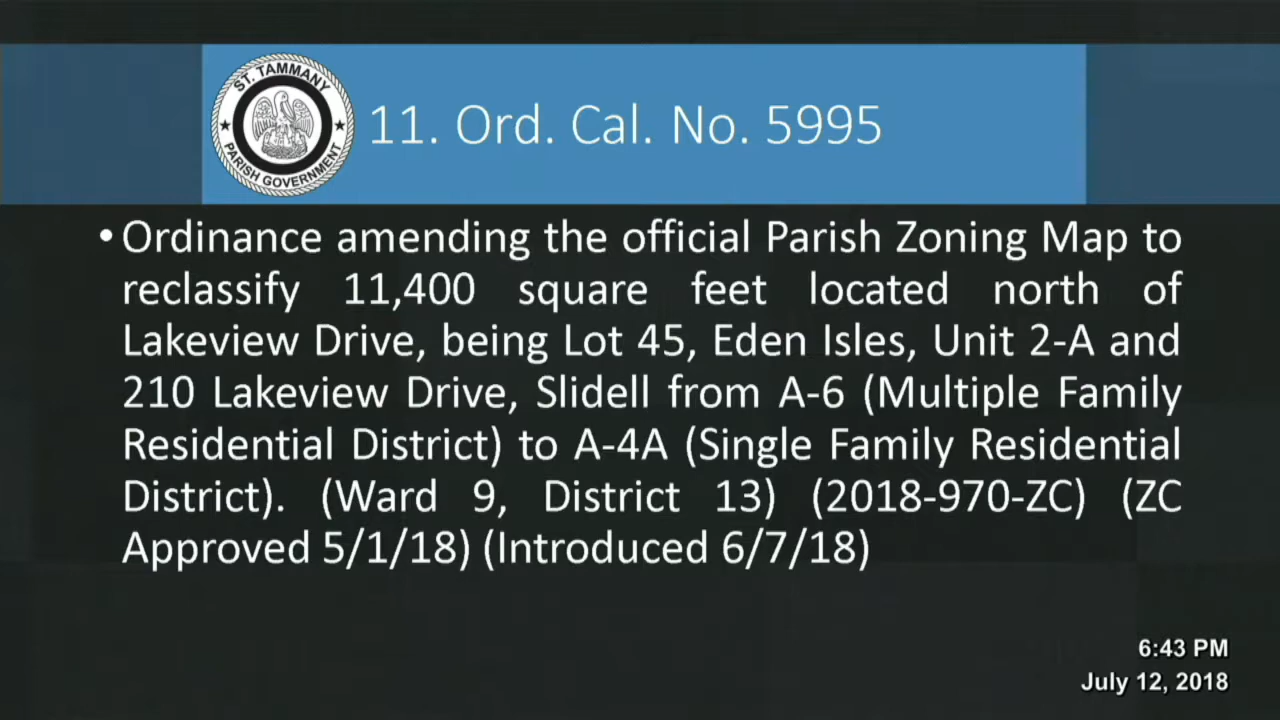 ST. TAMMANY
PARISH GOVERNMENT
11. Ord. Cal. No. 5995
• Ordinance amending the official Parish Zoning Map to
reclassify 11,400 square feet located north of
Lakeview Drive, being Lot 45, Eden Isles, Unit 2-A and
210 Lakeview Drive, Slidell from A-6 (Multiple Family
Residential District) to A-4A (Single Family Residential
District). (Ward 9, District 13) (2018-970-ZC) (ZC
Approved 5/1/18) (Introduced 6/7/18)
6:43 PM
July 12, 2018